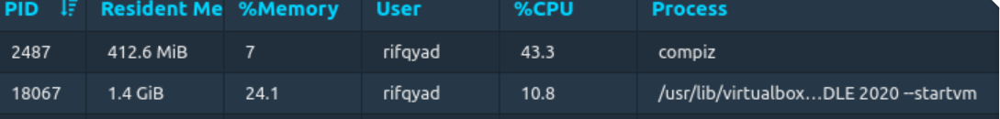 PID Resident Me %Memory User %CPU Process
2487 412.6 MiB 7 rifqyad 43.3 compiz
18067 1.4 GiB 24.1 rifqyad 10.8 /usr/lib/virtualbox...DLE 2020 --startvm